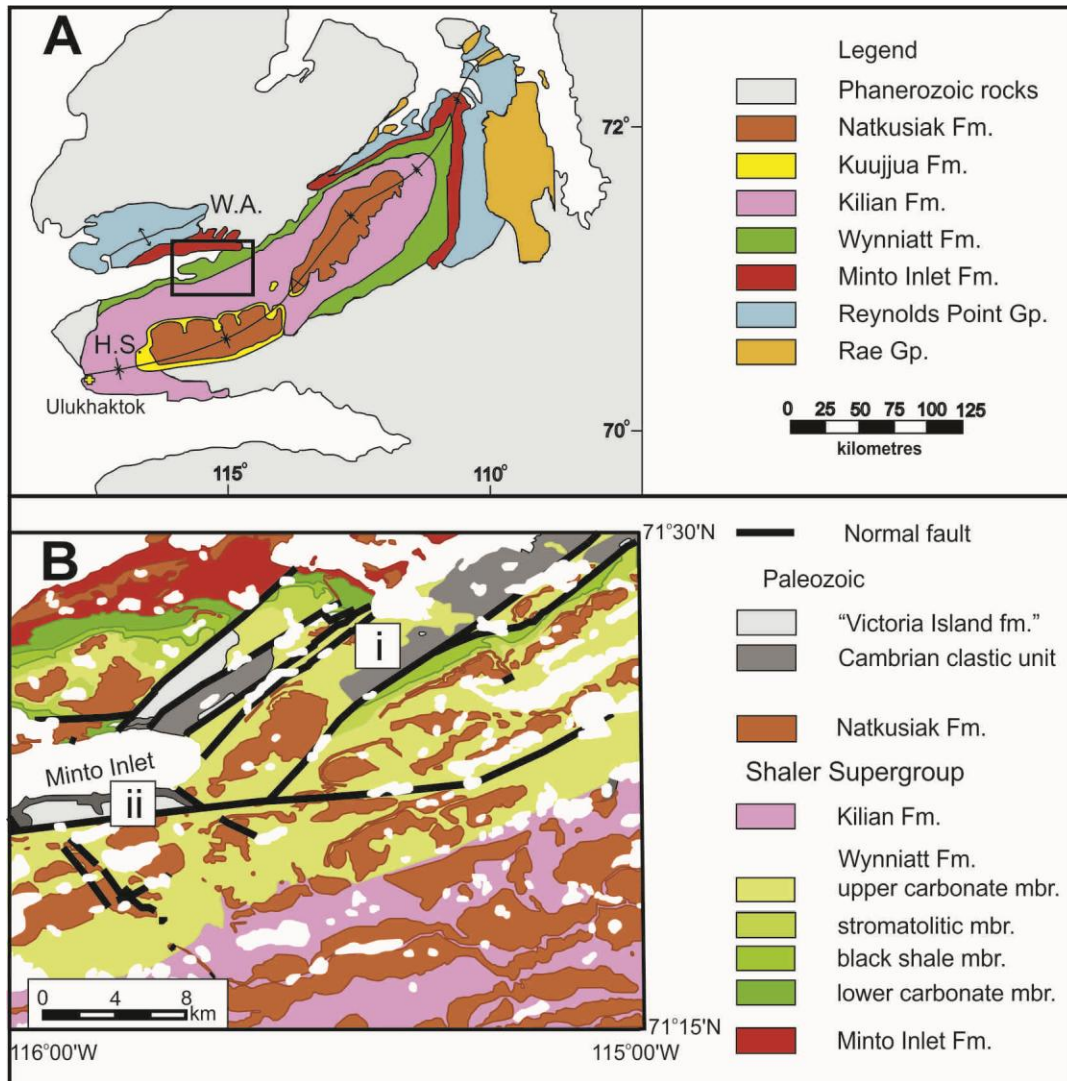 A
W.A.
H.S.
Ulukhaktok
115°
110°
72°
70°
Legend
Phanerozoic rocks
Natkusiak Fm.
Kuujjua Fm.
Kilian Fm.
Wynniatt Fm.
Minto Inlet Fm.
Reynolds Point Gp.
Rae Gp.
0 25 50 75 100 125
kilometres
B
i
ii
Minto Inlet
0 4 8
km
71°30'N
71°15'N
116°00'W
115°00'W
Normal fault
Paleozoic
“Victoria Island fm.”
Cambrian clastic unit
Natkusiak Fm.
Shaler Supergroup
Kilian Fm.
Wynniatt Fm.
upper carbonate mbr.
stromatolitic mbr.
black shale mbr.
lower carbonate mbr.
Minto Inlet Fm.